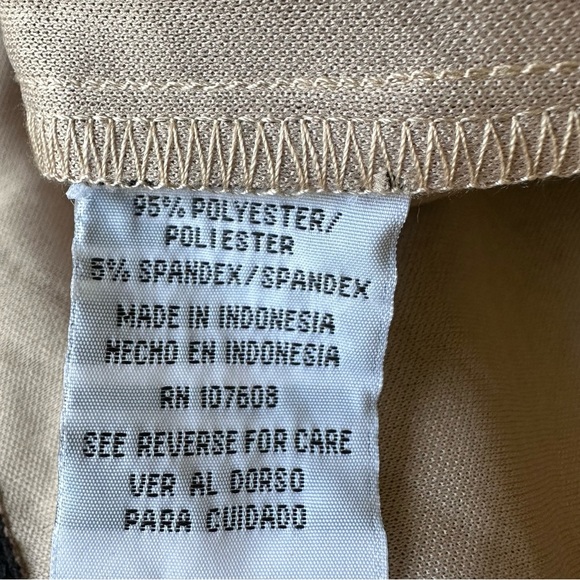 95% POLYESTER/
POLIESTER
5% SPANDEX/SPANDEX
MADE IN INDONESIA
HECHO EN INDONESIA
RN 107608
SEE REVERSE FOR CARE
VER AL DORSO
PARA CUIDADO